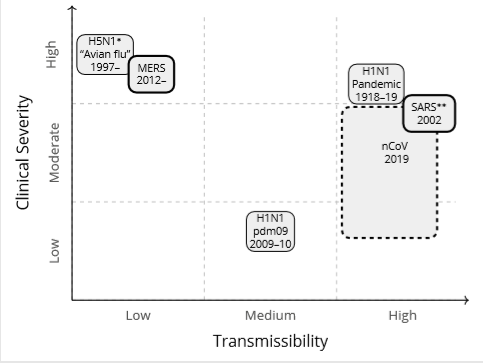 High
Moderate
Low
Clinical Severity
H5N1*
“Avian flu”
1997–
MERS
2012–
H1N1
Pandemic
1918–19
SARS**
2002
nCoV
2019
H1N1
pdm09
2009–10
Low
Medium
High
Transmissibility